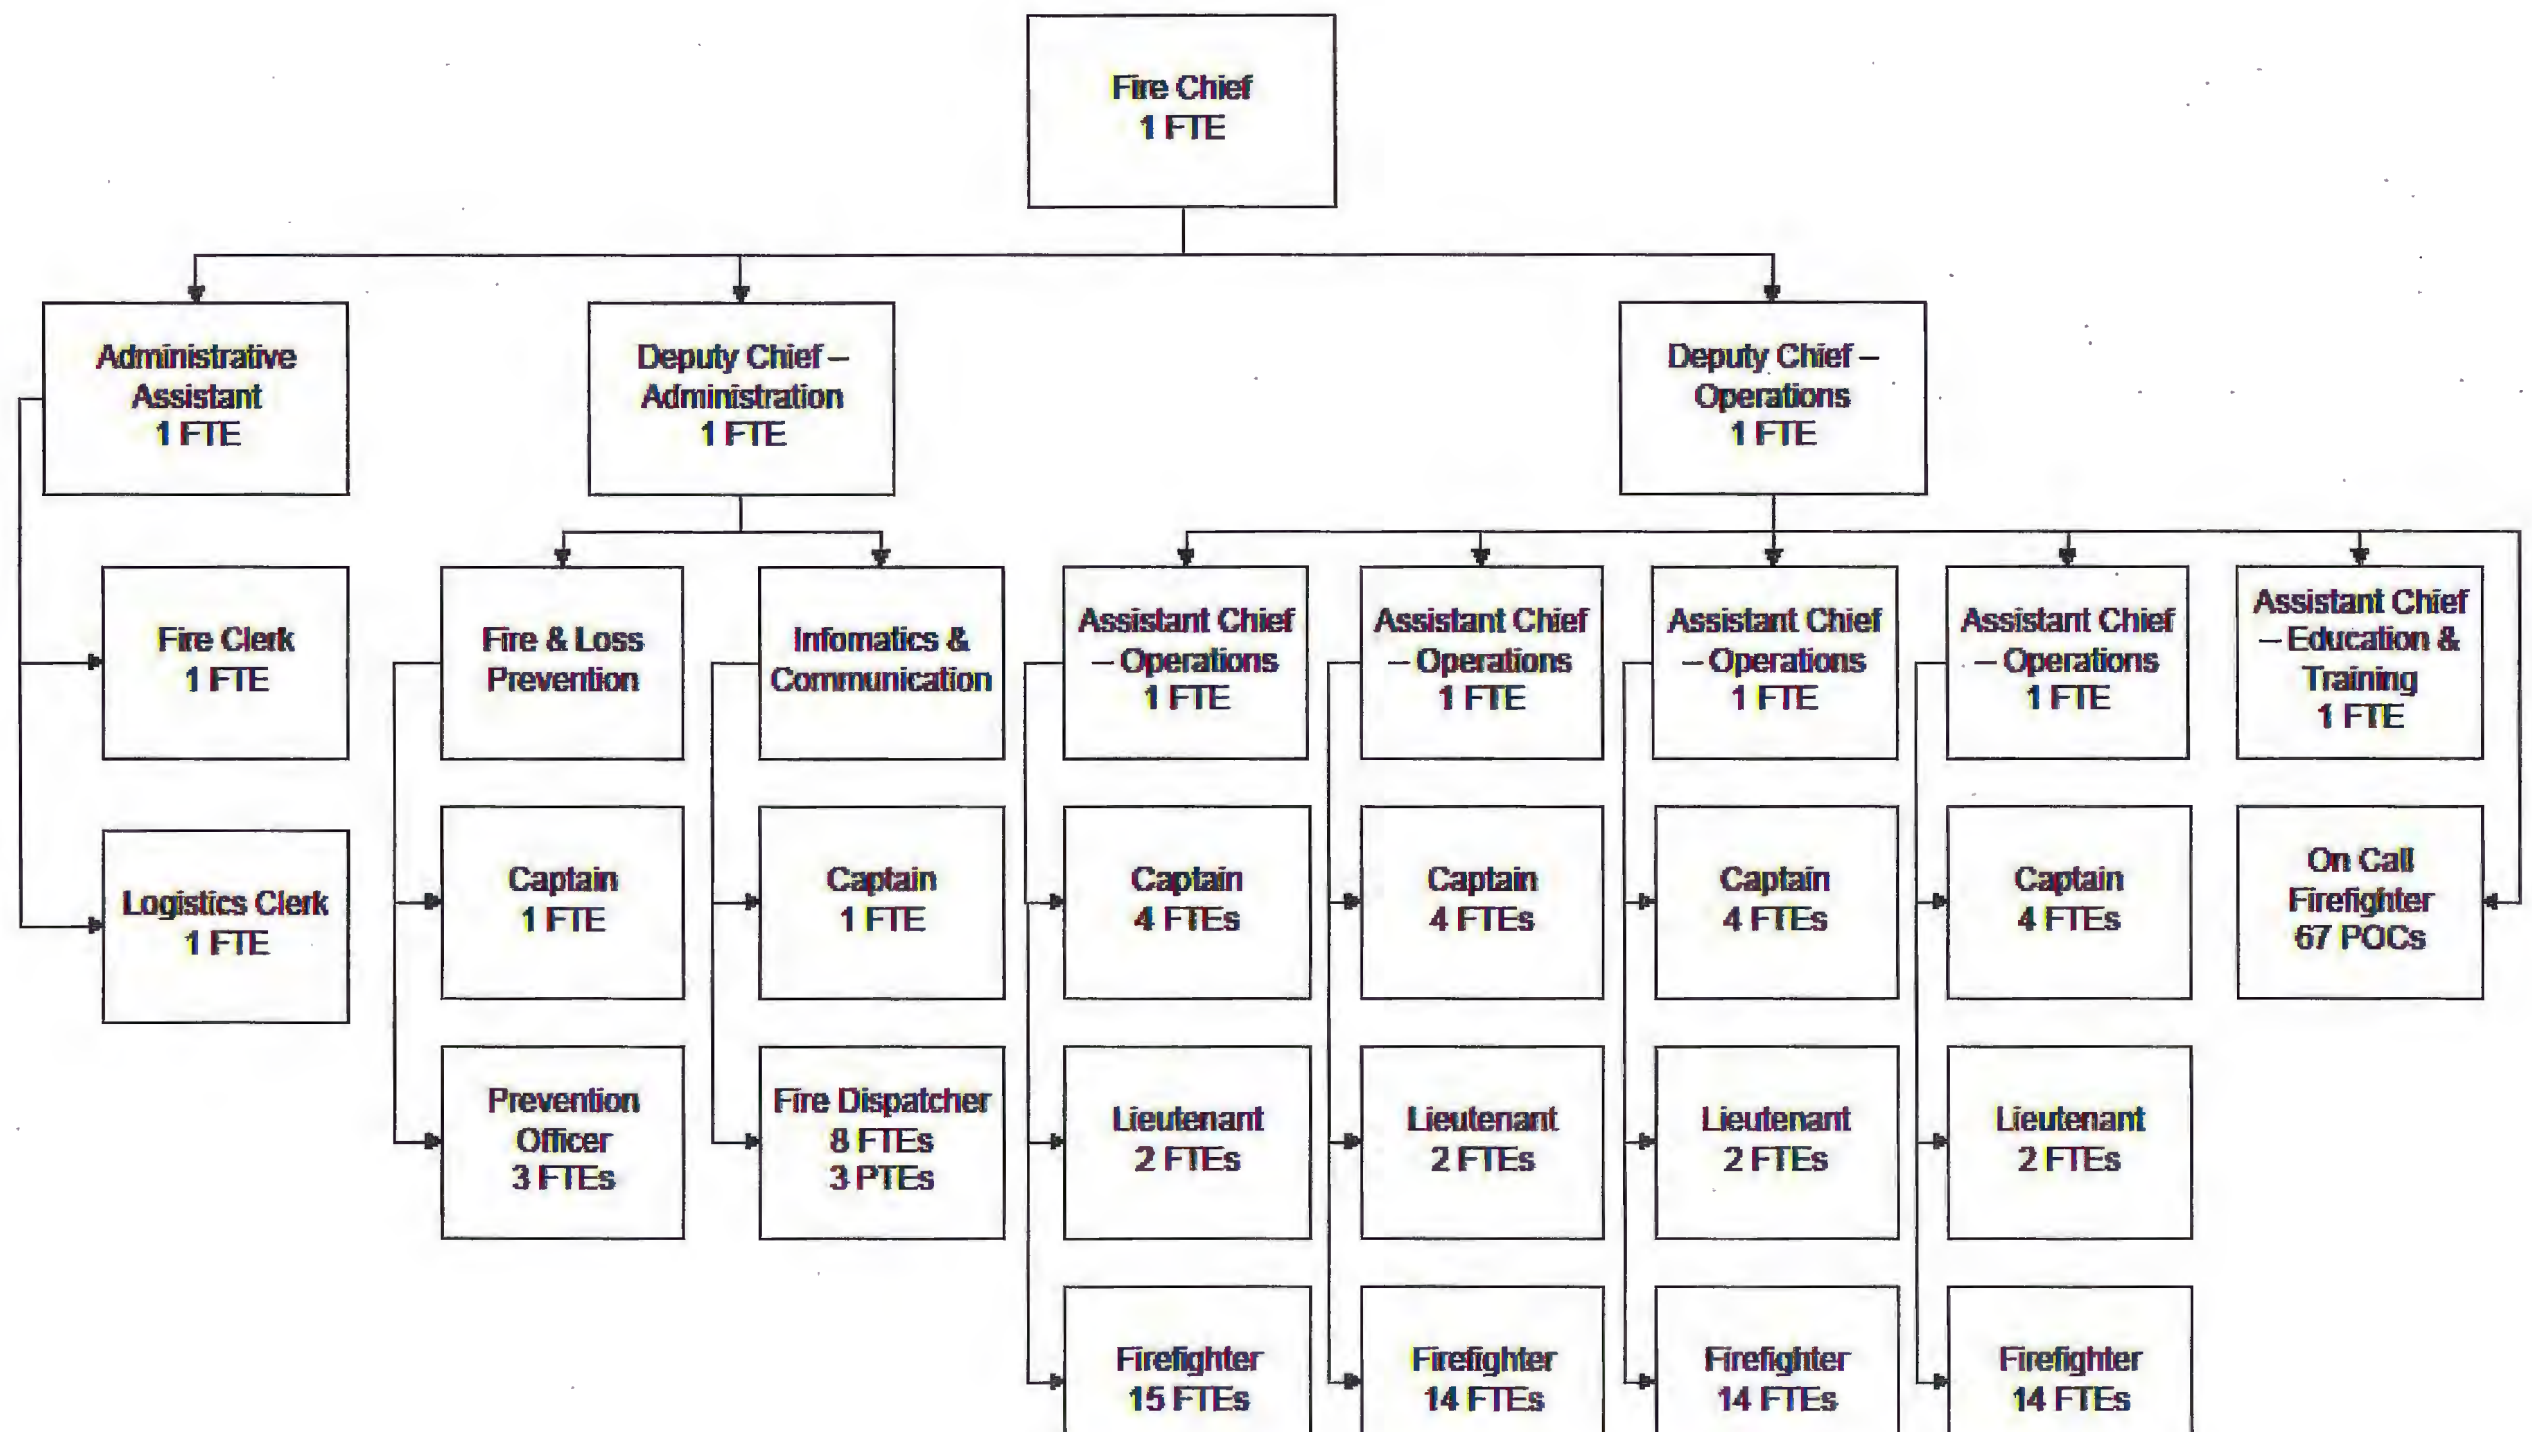 Fire Chief
1 FTE
Administrative
Assistant
1 FTE
Deputy Chief –
Administration
1 FTE
Deputy Chief –
Operations
1 FTE
Fire Clerk
1 FTE
Fire & Loss
Prevention
Infomatics &
Communication
Assistant Chief
– Operations
1 FTE
Assistant Chief
– Operations
1 FTE
Assistant Chief
– Operations
1 FTE
Assistant Chief
– Operations
1 FTE
Assistant Chief
– Education &
Training
1 FTE
Logistics Clerk
1 FTE
Captain
1 FTE
Captain
1 FTE
Captain
4 FTEs
Captain
4 FTEs
Captain
4 FTEs
Captain
4 FTEs
On Call
Firefighter
67 POCs
Prevention
Officer
3 FTEs
Fire Dispatcher
8 FTEs
3 PTEs
Lieutenant
2 FTEs
Lieutenant
2 FTEs
Lieutenant
2 FTEs
Lieutenant
2 FTEs
Firefighter
15 FTEs
Firefighter
14 FTEs
Firefighter
14 FTEs
Firefighter
14 FTEs